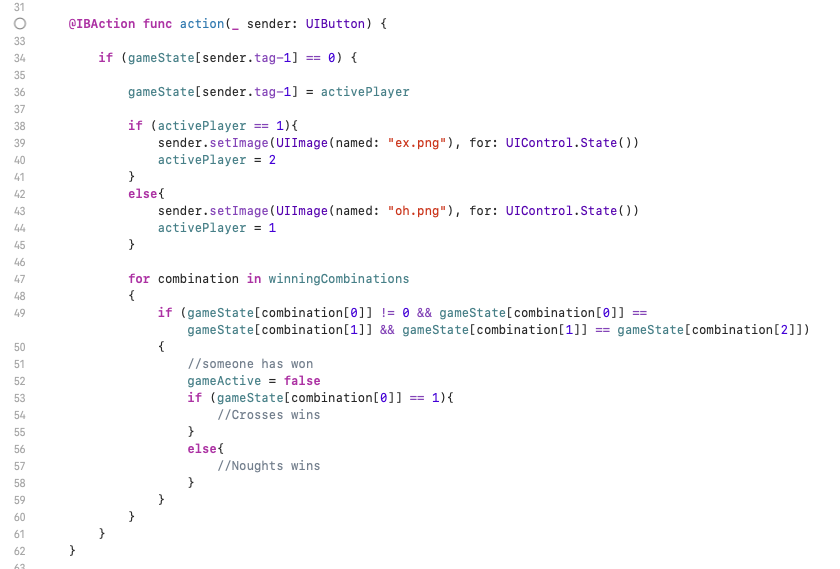 31
@IBAction func action(_ sender: UIButton) {
33
34 if (gameState[sender.tag-1] == 0) {
35
36 gameState[sender.tag-1] = activePlayer
37
38 if (activePlayer == 1){
39 sender.setImage(UIImage(named: "ex.png"), for: UIControl.State())
40 activePlayer = 2
41 }
42 else{
43 sender.setImage(UIImage(named: "oh.png"), for: UIControl.State())
44 activePlayer = 1
45 }
46
47 for combination in winningCombinations
48 {
49 if (gameState[combination[0]] != 0 && gameState[combination[0]] ==
gameState[combination[1]] && gameState[combination[1]] == gameState[combination[2]])
50 {
51 //someone has won
52 gameActive = false
53 if (gameState[combination[0]] == 1){
54 //Crosses wins
55 }
56 else{
57 //Noughts wins
58 }
59 }
60 }
61 }
62 }
63